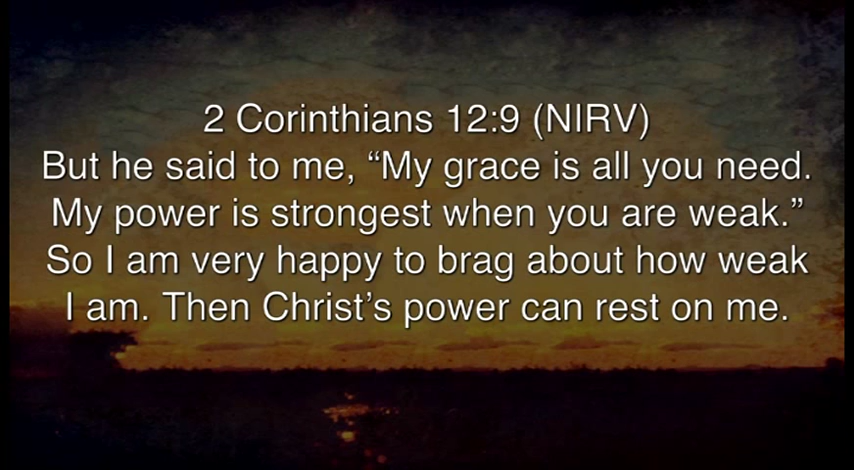 2 Corinthians 12:9 (NIRV)
But he said to me, “My grace is all you need.
My power is strongest when you are weak.”
So I am very happy to brag about how weak
I am. Then Christ’s power can rest on me.